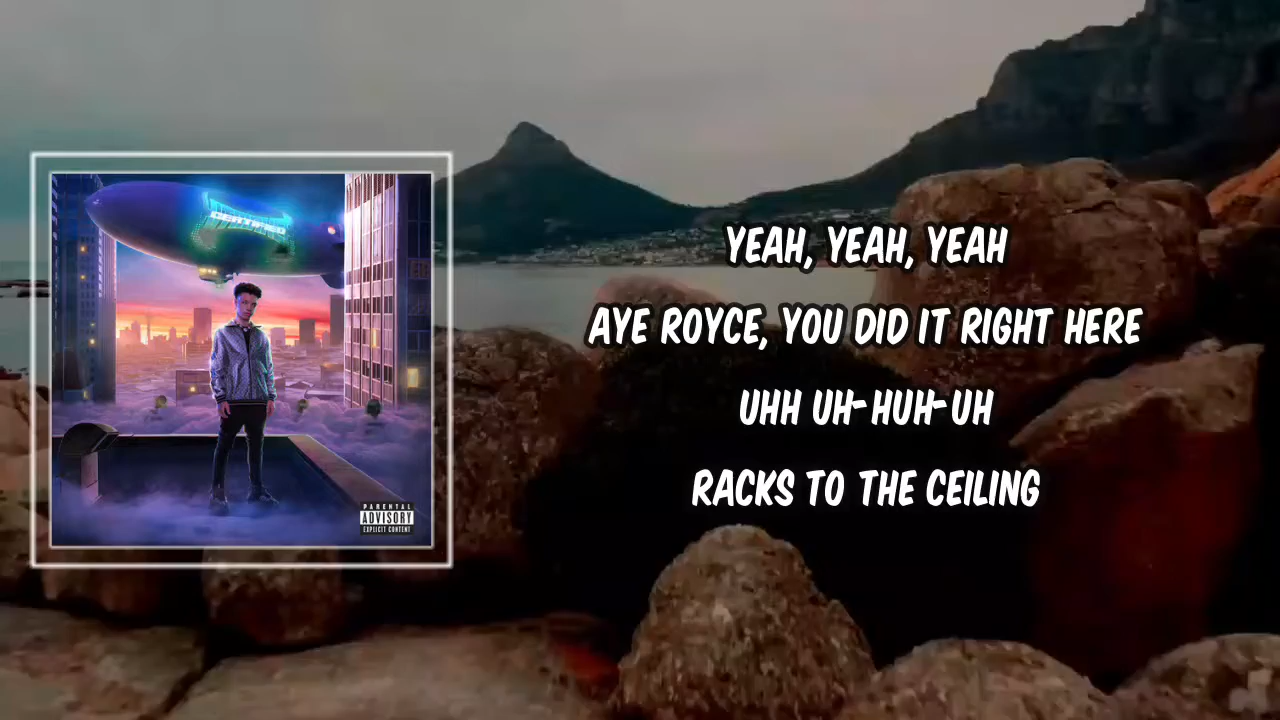 CERTIFIED
YEAH, YEAH, YEAH
AYE ROYCE, YOU DID IT RIGHT HERE
UHH UH-HUH-UH
RACKS TO THE CEILING
PARENTAL
ADVISORY
EXPLICIT CONTENT